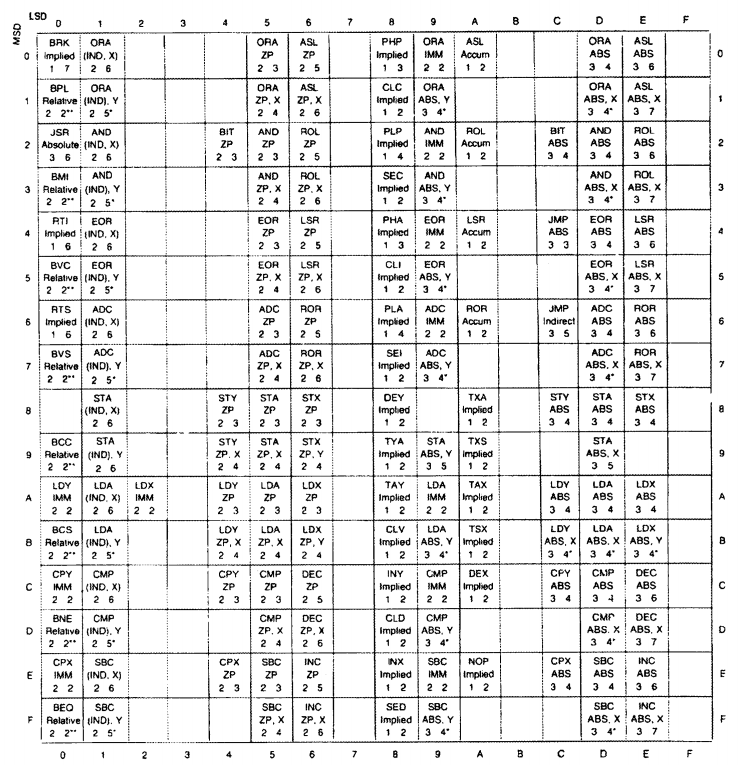 LSD 0 1 2 3 4 5 6 7 8 9 A B C D E F
MSD
BRK ORA ORA ASL PHP ORA ASL ORA ASL
0 Implied (IND, X) ZP ZP Implied IMM Accum ABS ABS 0
1 7 2 6 2 3 2 5 1 3 2 2 1 2 3 4 3 6
BPL ORA ORA ASL CLC ORA ORA ASL
1 Relative (IND), Y ZP, X ZP, X Implied ABS, Y ABS, X ABS, X 1
2 2** 2 5* 2 4 2 6 1 2 3 4* 3 4* 3 7
JSR AND BIT AND ROL PLP AND ROL BIT AND ROL
2 Absolute (IND, X) ZP ZP ZP Implied IMM Accum ABS ABS ABS 2
3 6 2 6 2 3 2 3 2 5 1 4 2 2 1 2 3 4 3 4 3 6
BMI AND AND ROL SEC AND AND ROL
3 Relative (IND), Y ZP, X ZP, X Implied ABS, Y ABS, X ABS, X 3
2 2** 2 5* 2 4 2 6 1 2 3 4* 3 4* 3 7
RTI EOR EOR LSR PHA EOR LSR JMP EOR LSR
4 Implied (IND, X) ZP ZP Implied IMM Accum ABS ABS ABS 4
1 6 2 6 2 3 2 5 1 3 2 2 1 2 3 3 3 4 3 6
BVC EOR EOR LSR CLI EOR EOR LSR
5 Relative (IND), Y ZP, X ZP, X Implied ABS, Y ABS, X ABS, X 5
2 2** 2 5* 2 4 2 6 1 2 3 4* 3 4* 3 7
RTS ADC ADC ROR PLA ADC ROR JMP ADC ROR
6 Implied (IND, X) ZP ZP Implied IMM Accum Indirect ABS ABS 6
1 6 2 6 2 3 2 5 1 4 2 2 1 2 3 5 3 4 3 6
BVS ADC ADC ROR SEI ADC ADC ROR
7 Relative (IND), Y ZP, X ZP, X Implied ABS, Y ABS, X ABS, X 7
2 2** 2 5* 2 4 2 6 1 2 3 4* 3 4* 3 7
STA STY STA STX DEY TXA STY STA STX
8 (IND, X) ZP ZP ZP Implied Implied ABS ABS ABS 8
2 6 2 3 2 3 2 3 1 2 1 2 3 4 3 4 3 4
BCC STA STY STA STX TYA STA TXS STA
9 Relative (IND), Y ZP, X ZP, X ZP, Y Implied ABS, Y Implied ABS, X 9
2 2** 2 6 2 4 2 4 2 4 1 2 3 5 1 2 3 5
LDY LDA LDX LDY LDA LDX TAY LDA TAX LDY LDA LDX
A IMM (IND, X) IMM ZP ZP ZP Implied IMM Implied ABS ABS ABS A
2 2 2 6 2 2 2 3 2 3 2 3 1 2 2 2 1 2 3 4 3 4 3 4
BCS LDA LDY LDA LDX CLV LDA TSX LDY LDA LDX
B Relative (IND), Y ZP, X ZP, X ZP, Y Implied ABS, Y Implied ABS, X ABS, X ABS, Y B
2 2** 2 5* 2 4 2 4 2 4 1 2 3 4* 1 2 3 4* 3 4* 3 4*
CPY CMP CPY CMP DEC INY CMP DEX CPY CMP DEC
C IMM (IND, X) ZP ZP ZP Implied IMM Implied ABS ABS ABS C
2 2 2 6 2 3 2 3 2 5 1 2 2 2 1 2 3 4 3 4 3 6
BNE CMP CMP DEC CLD CMP CMP DEC
D Relative (IND), Y ZP, X ZP, X Implied ABS, Y ABS, X ABS, X D
2 2** 2 5* 2 4 2 6 1 2 3 4* 3 4* 3 7
CPX SBC CPX SBC INC INX SBC NOP CPX SBC INC
E IMM (IND, X) ZP ZP ZP Implied IMM Implied ABS ABS ABS E
2 2 2 6 2 3 2 3 2 5 1 2 2 2 1 2 3 4 3 4 3 6
BEQ SBC SBC INC SED SBC SBC INC
F Relative (IND), Y ZP, X ZP, X Implied ABS, Y ABS, X ABS, X F
2 2** 2 5* 2 4 2 6 1 2 3 4* 3 4* 3 7
0 1 2 3 4 5 6 7 8 9 A B C D E F